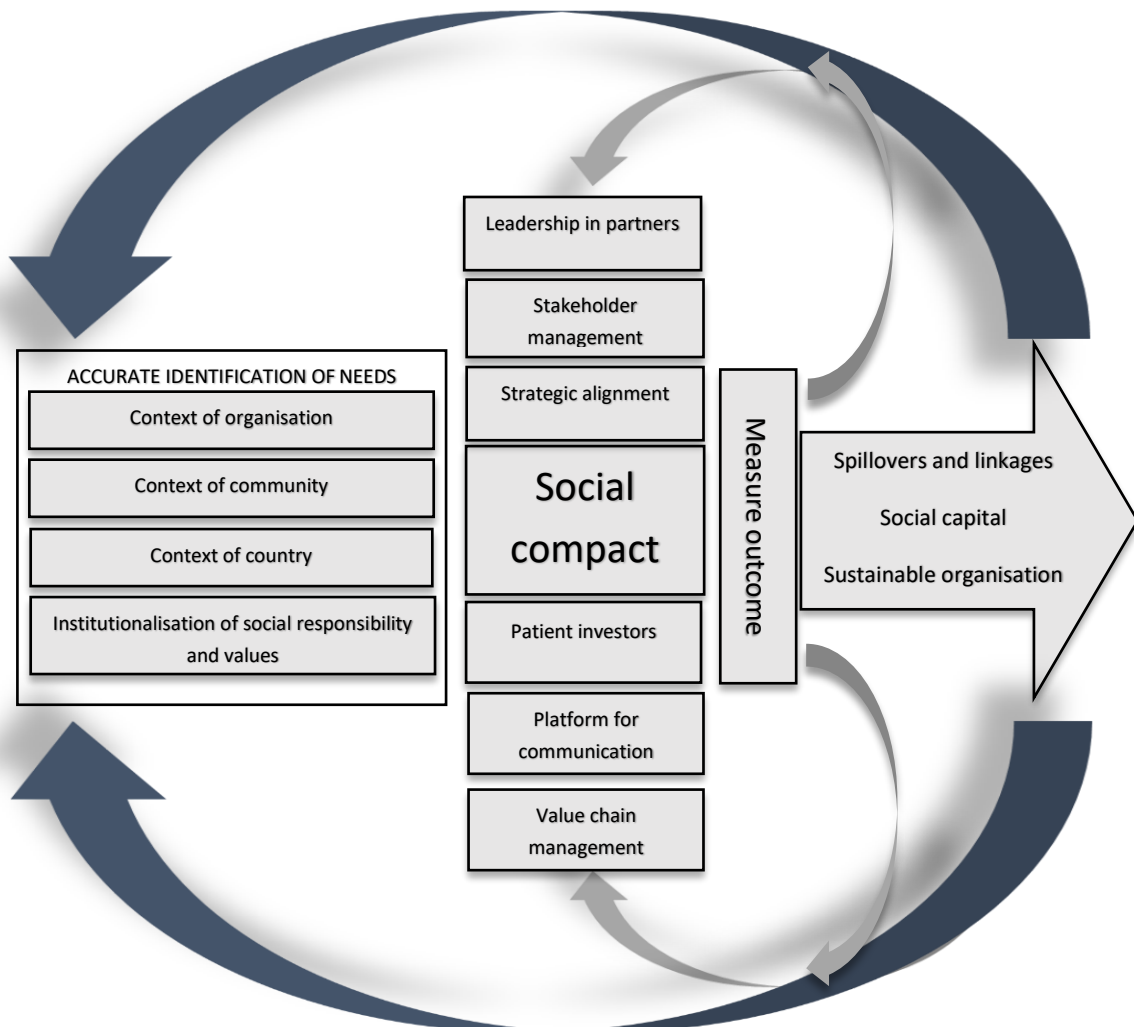 ACCURATE IDENTIFICATION OF NEEDS
Context of organisation
Context of community
Context of country
Institutionalisation of social responsibility
and values
Leadership in partners
Stakeholder
management
Strategic alignment
Social
compact
Patient investors
Platform for
communication
Value chain
management
Measure outcome
Spillovers and linkages
Social capital
Sustainable organisation